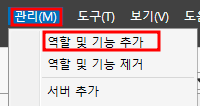 관리(M) 도구(T) 보기(V)
역할 및 기능 추가
역할 및 기능 제거
서버 추가